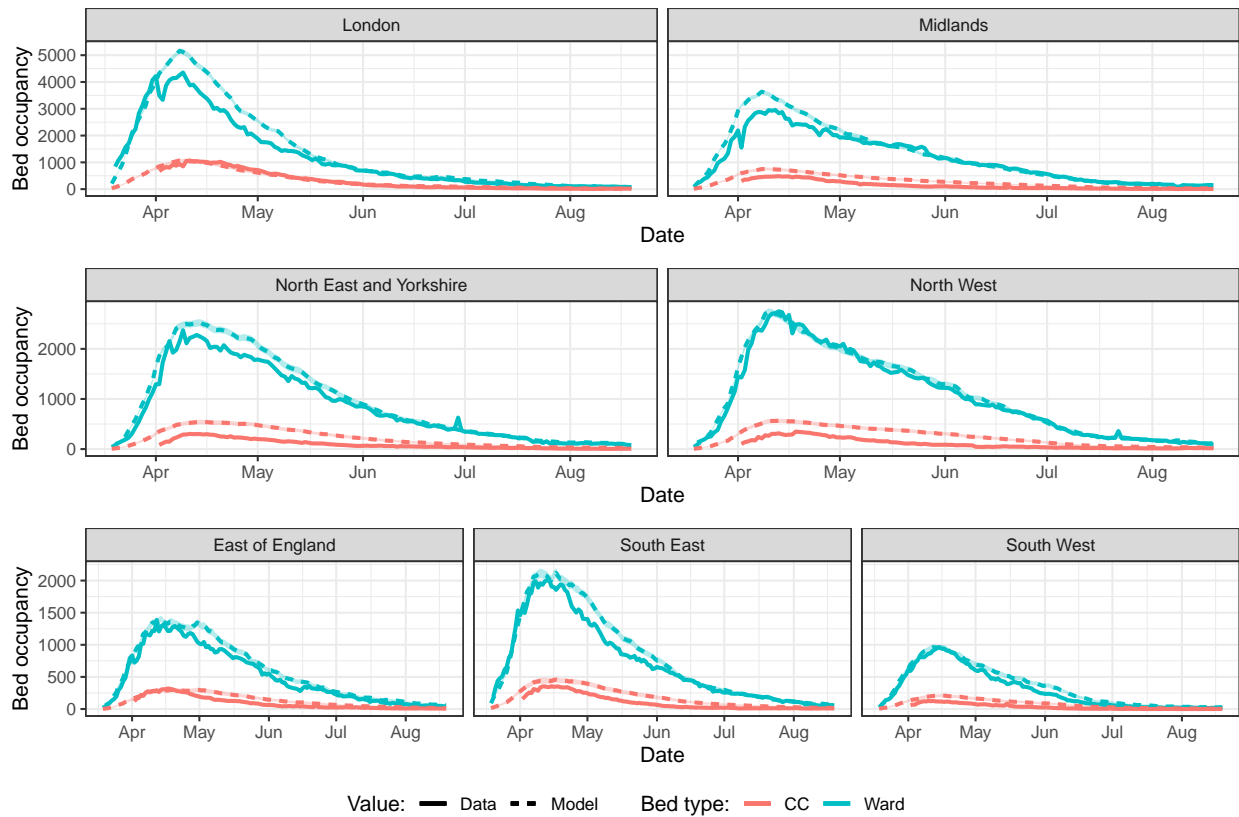 London Midlands
Bed occupancy
5000
4000
3000
2000
1000
0
Apr May Jun Jul Aug Apr May Jun Jul Aug
Date Date
North East and Yorkshire North West
Bed occupancy
2000
1000
0
Apr May Jun Jul Aug Apr May Jun Jul Aug
Date Date
East of England South East South West
Bed occupancy
2000
1500
1000
500
0
Apr May Jun Jul Aug Apr May Jun Jul Aug Apr May Jun Jul Aug
Date
Value: Data Model Bed type: CC Ward